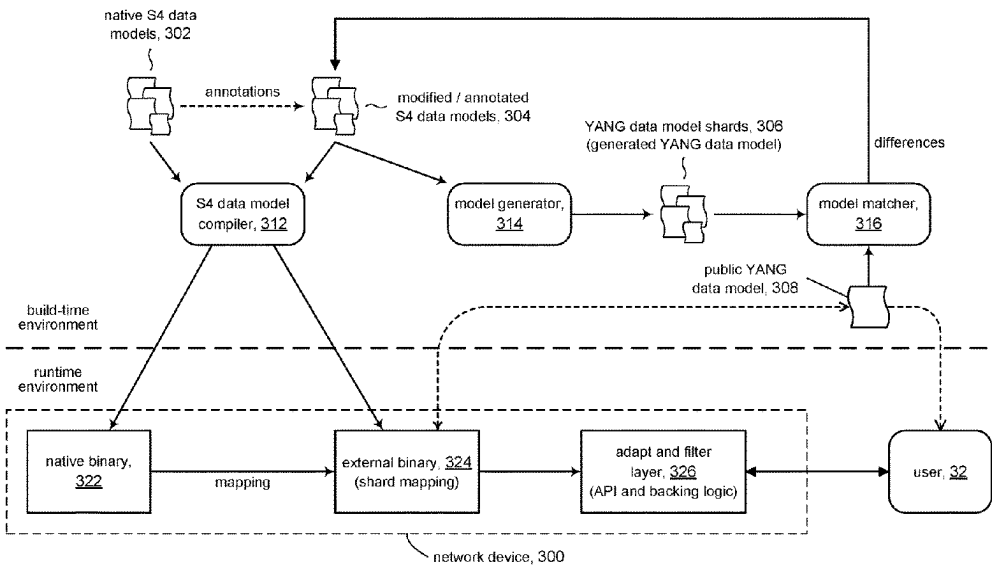 native S4 data
models, 302
annotations
modified / annotated
S4 data models, 304
YANG data model shards, 306
(generated YANG data model)
differences
S4 data model
compiler, 312
model generator,
314
model matcher,
316
public YANG
data model, 308
build-time
environment
runtime
environment
native binary,
322
mapping
external binary, 324
(shard mapping)
adapt and filter
layer, 326
(API and backing logic)
user, 32
network device, 300